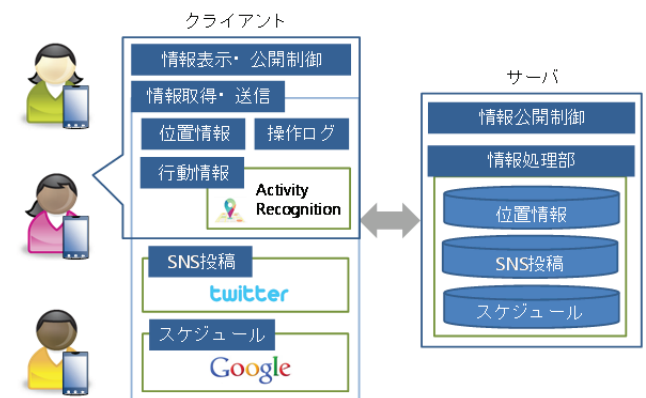 クライアント
情報表示・公開制御
情報取得・送信
位置情報
操作ログ
行動情報
Activity
Recognition
SNS投稿
twitter
スケジュール
Google
サーバ
情報公開制御
情報処理部
位置情報
SNS投稿
スケジュール